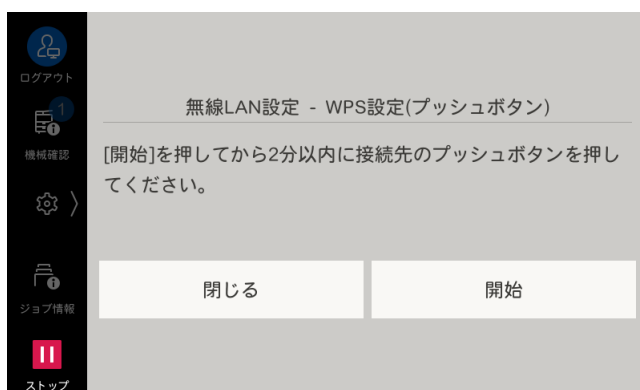 ログアウト
1
機械確認
ジョブ情報
ストップ
無線LAN設定 - WPS設定(プッシュボタン)
[開始]を押してから2分以内に接続先のプッシュボタンを押し
てください。
閉じる
開始